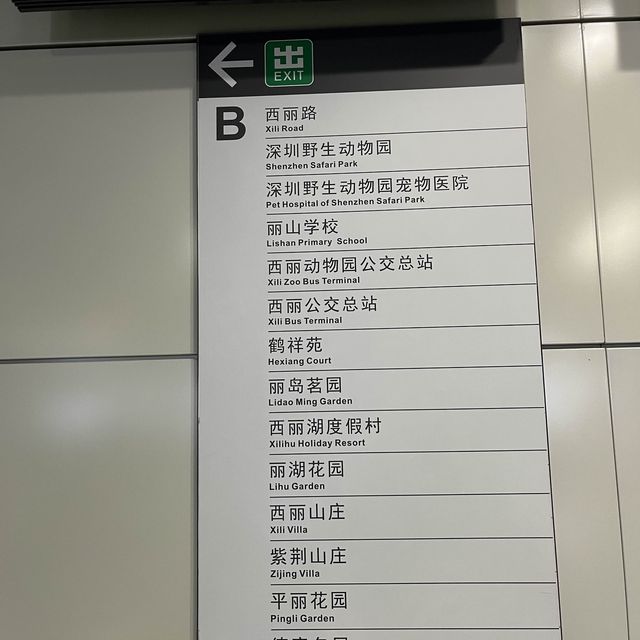 出
EXIT
B
西丽路
Xili Road
深圳野生动物园
Shenzhen Safari Park
深圳野生动物园宠物医院
Pet Hospital of Shenzhen Safari Park
丽山学校
Lishan Primary School
西丽动物园公交总站
Xili Zoo Bus Terminal
西丽公交总站
Xili Bus Terminal
鹤祥苑
Hexiang Court
丽岛茗园
Lidao Ming Garden
西丽湖度假村
Xilihu Holiday Resort
丽湖花园
Lihu Garden
西丽山庄
Xili Villa
紫荆山庄
Zijing Villa
平丽花园
Pingli Garden